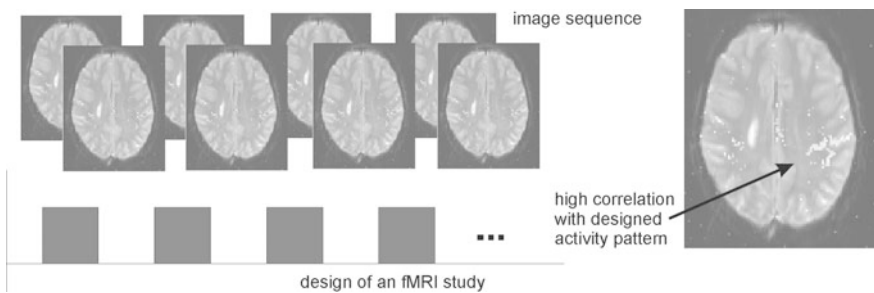 image sequence
high correlation
with designed
activity pattern
design of an fMRI study